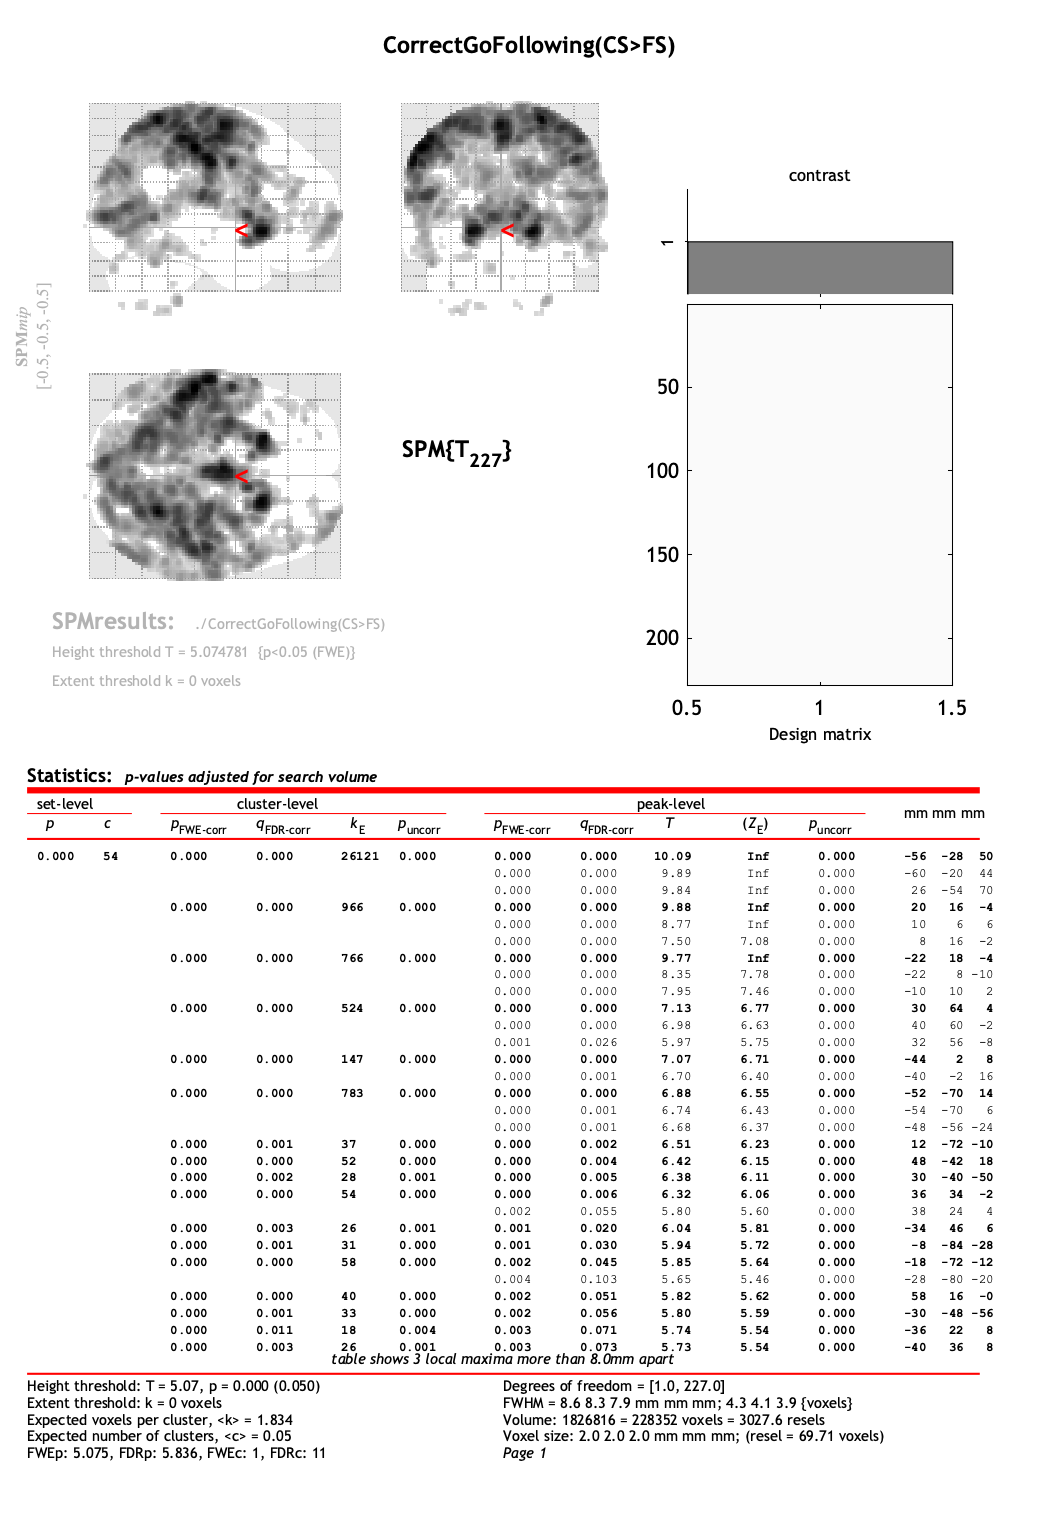 CorrectGoFollowing(CS>FS)
SPMmip
[-0.5, -0.5, -0.5]
<
<
<
SPM{T227}
SPMresults: ./CorrectGoFollowing(CS>FS)
Height threshold T = 5.074781 {p<0.05 (FWE)}
Extent threshold k = 0 voxels
contrast
1
50
100
150
200
0.5 1 1.5
Design matrix
Statistics: p-values adjusted for search volume
set-level cluster-level peak-level mm mm mm
p c pFWE-corr qFDR-corr kE puncorr pFWE-corr qFDR-corr T (ZE) puncorr
0.000 54 0.000 0.000 26121 0.000 0.000 0.000 10.09 Inf 0.000 -56 -28 50
0.000 0.000 9.89 Inf 0.000 -60 -20 44
0.000 0.000 9.84 Inf 0.000 26 -54 70
0.000 0.000 966 0.000 0.000 0.000 9.88 Inf 0.000 20 16 -4
0.000 0.000 8.77 Inf 0.000 10 6 6
0.000 0.000 7.50 7.08 0.000 8 16 -2
0.000 0.000 766 0.000 0.000 0.000 9.77 Inf 0.000 -22 18 -4
0.000 0.000 8.35 7.78 0.000 -22 8 -10
0.000 0.000 7.95 7.46 0.000 -10 10 2
0.000 0.000 524 0.000 0.000 0.000 7.13 6.77 0.000 30 64 4
0.000 0.000 6.98 6.63 0.000 40 60 -2
0.001 0.026 5.97 5.75 0.000 32 56 -8
0.000 0.000 147 0.000 0.000 0.000 7.07 6.71 0.000 -44 2 8
0.000 0.001 6.70 6.40 0.000 -40 -2 16
0.000 0.000 783 0.000 0.000 0.000 6.88 6.55 0.000 -52 -70 14
0.000 0.001 6.74 6.43 0.000 -54 -70 6
0.000 0.001 6.68 6.37 0.000 -48 -56 -24
0.000 0.001 37 0.000 0.000 0.002 6.51 6.23 0.000 12 -72 -10
0.000 0.000 52 0.000 0.000 0.004 6.42 6.15 0.000 48 -42 18
0.000 0.002 28 0.001 0.000 0.005 6.38 6.11 0.000 30 -40 -50
0.000 0.000 54 0.000 0.000 0.006 6.32 6.06 0.000 36 34 -2
0.002 0.055 5.80 5.60 0.000 38 24 4
0.000 0.003 26 0.001 0.001 0.020 6.04 5.81 0.000 -34 46 6
0.000 0.001 31 0.000 0.001 0.030 5.94 5.72 0.000 -8 -84 -28
0.000 0.000 58 0.000 0.002 0.045 5.85 5.64 0.000 -18 -72 -12
0.004 0.103 5.65 5.46 0.000 -28 -80 -20
0.000 0.000 40 0.000 0.002 0.051 5.82 5.62 0.000 58 16 -0
0.000 0.001 33 0.000 0.002 0.056 5.80 5.59 0.000 -30 -48 -56
0.000 0.011 18 0.004 0.003 0.071 5.74 5.54 0.000 -36 22 8
0.000 0.003 26 0.001 0.003 0.073 5.73 5.54 0.000 -40 36 8
table shows 3 local maxima more than 8.0mm apart
Height threshold: T = 5.07, p = 0.000 (0.050)
Extent threshold: k = 0 voxels
Expected voxels per cluster, <k> = 1.834
Expected number of clusters, <c> = 0.05
FWEp: 5.075, FDRp: 5.836, FWEc: 1, FDRc: 11
Degrees of freedom = [1.0, 227.0]
FWHM = 8.6 8.3 7.9 mm mm mm; 4.3 4.1 3.9 {voxels}
Volume: 1826816 = 228352 voxels = 3027.6 resels
Voxel size: 2.0 2.0 2.0 mm mm mm; (resel = 69.71 voxels)
Page 1